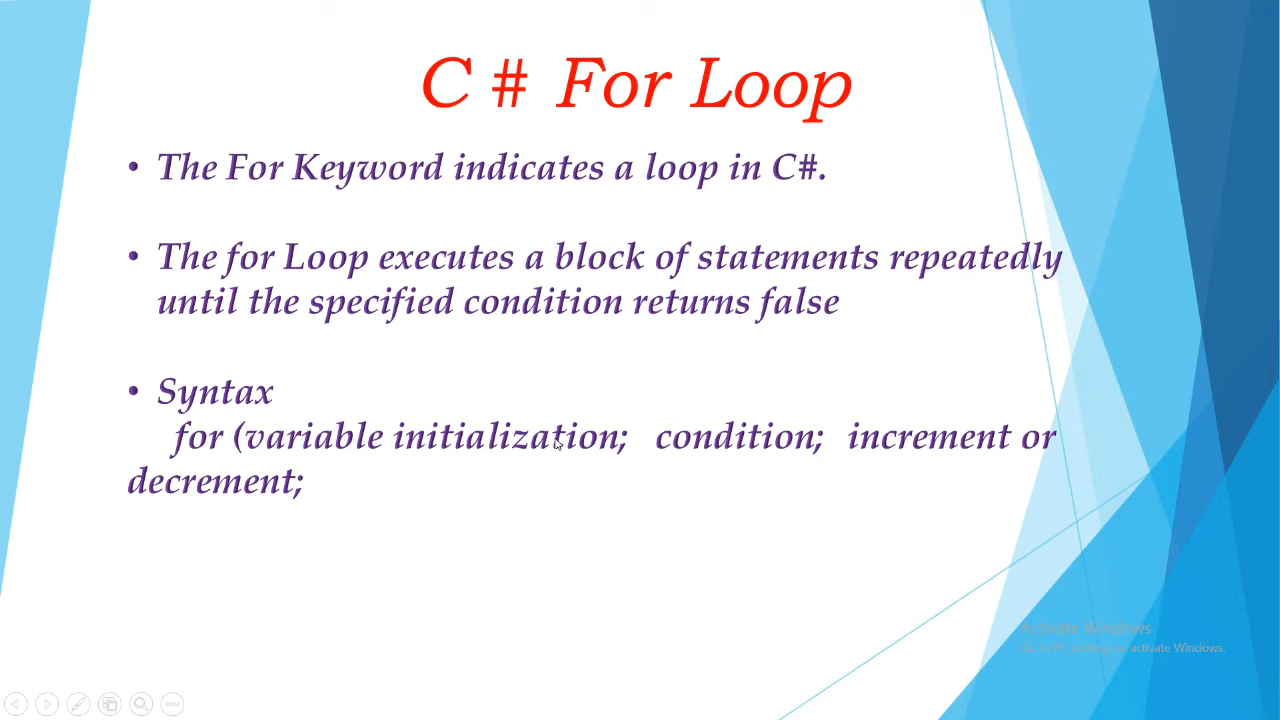 C # For Loop
• The For Keyword indicates a loop in C#.
• The for Loop executes a block of statements repeatedly
until the specified condition returns false
• Syntax
for (variable initialization; condition; increment or
decrement;
Activate Windows
Go to PC settings to activate Windows.